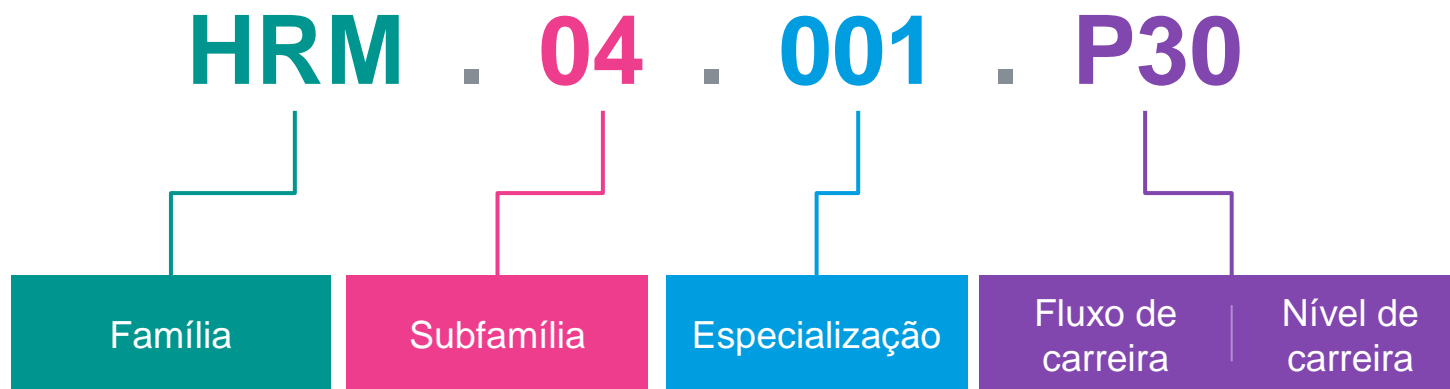 HRM . 04 . 001 . P30
Família
Subfamília
Especialização
Fluxo de
carreira
Nível de
carreira